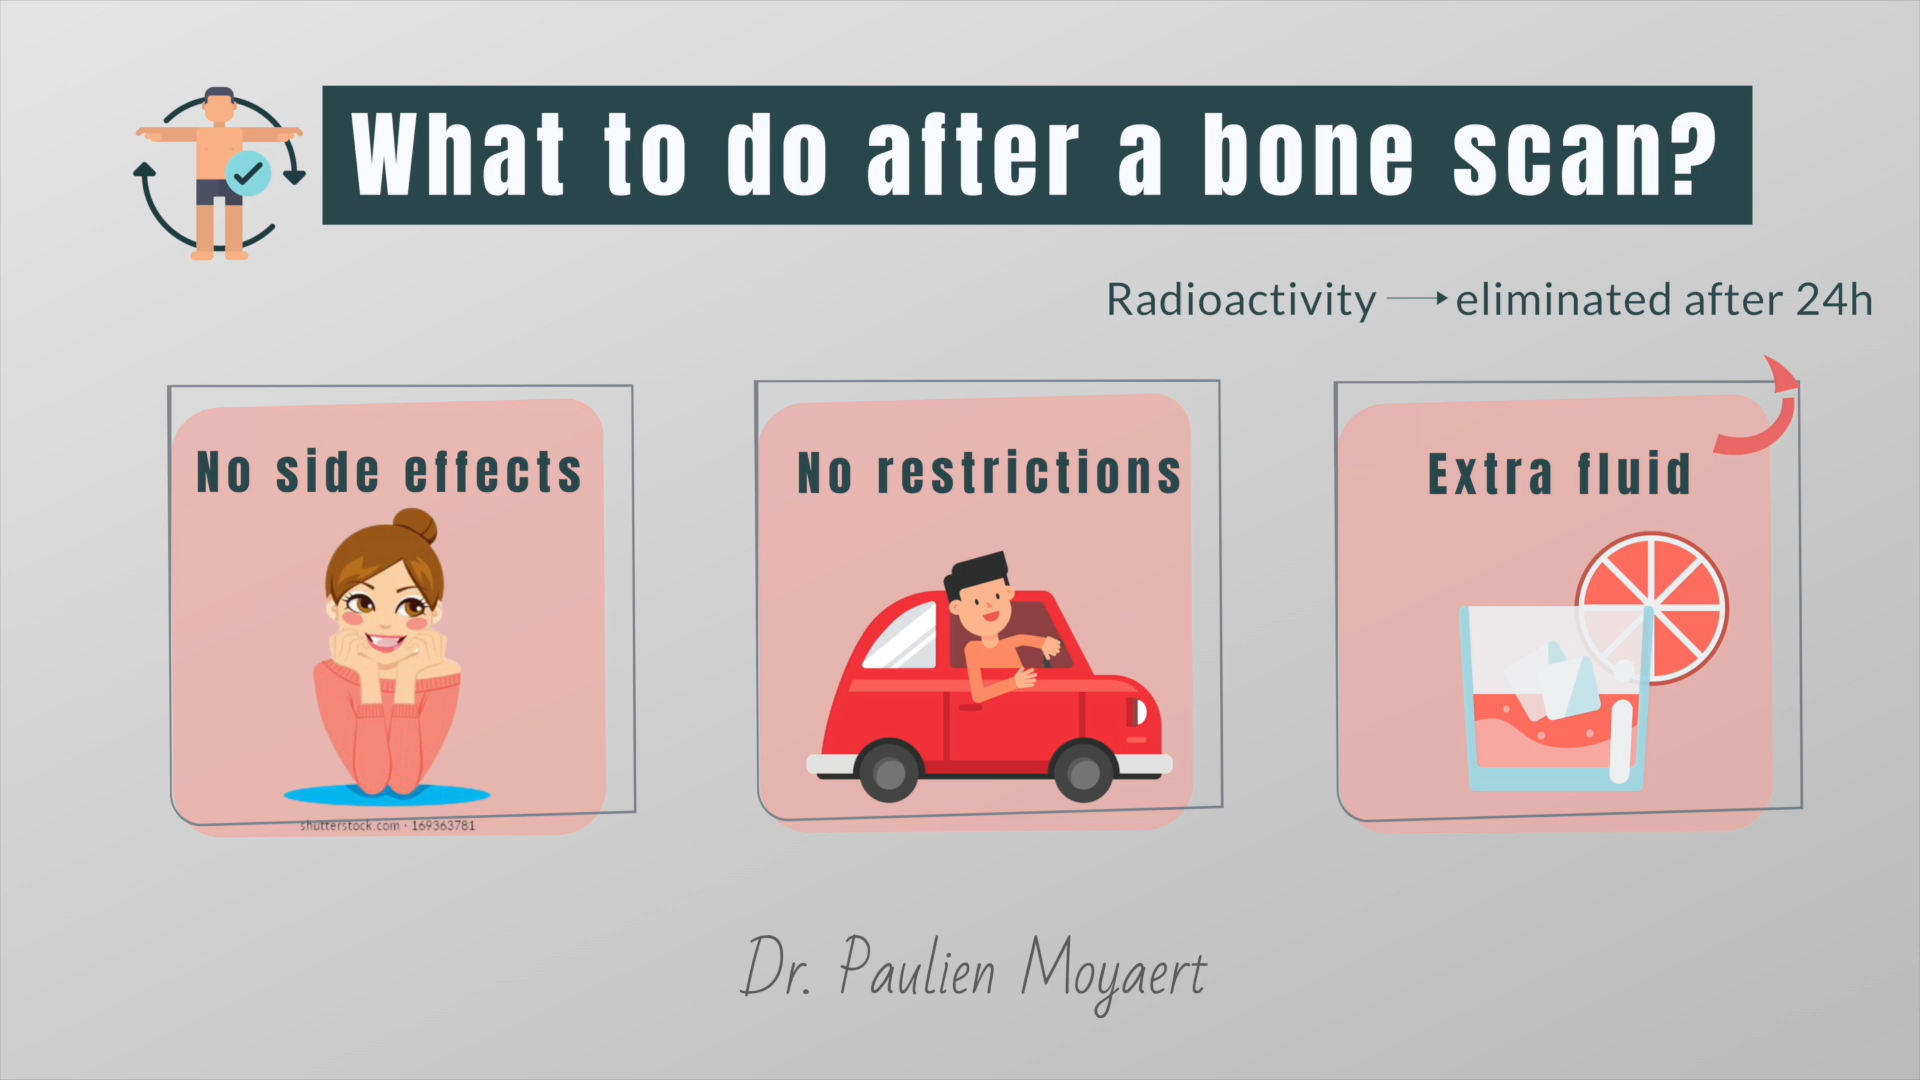 What to do after a bone scan?
Radioactivity → eliminated after 24h
No side effects
No restrictions
Extra fluid
shutterstock.com · 169363781
Dr. Paulien Moyaert